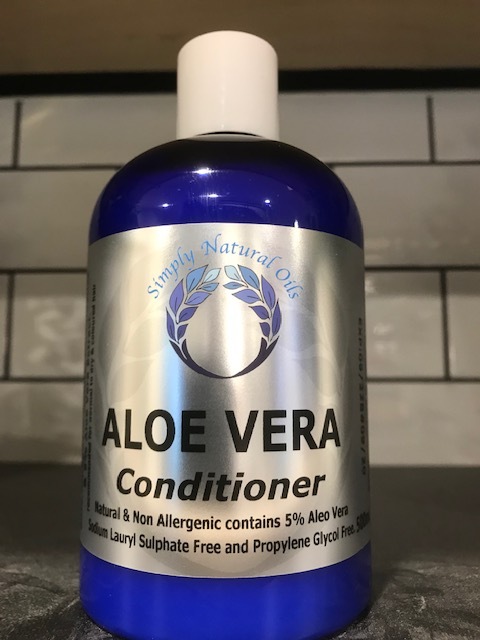 Simply Natural Oils
ALOE VERA
Conditioner
Natural & Non Allergenic contains 5% Aleo Vera
Sodium Lauryl Sulphate Free and Propylene Glycol Free. 500ml